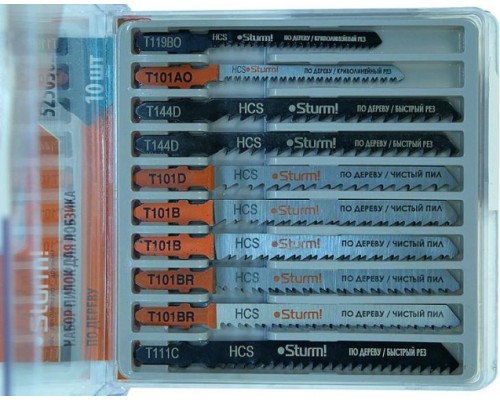 T119BO HCS Sturm! ПО ДЕРЕВУ / КРИВОЛИНЕЙНЫЙ РЕЗ
T101AO HCS Sturm! ПО ДЕРЕВУ / КРИВОЛИНЕЙНЫЙ РЕЗ
T144D HCS Sturm! ПО ДЕРЕВУ / БЫСТРЫЙ РЕЗ
T144D HCS Sturm! ПО ДЕРЕВУ / БЫСТРЫЙ РЕЗ
T101D HCS Sturm! ПО ДЕРЕВУ / ЧИСТЫЙ ПИЛ
T101B HCS Sturm! ПО ДЕРЕВУ / ЧИСТЫЙ ПИЛ
T101B HCS Sturm! ПО ДЕРЕВУ / ЧИСТЫЙ ПИЛ
T101BR HCS Sturm! ПО ДЕРЕВУ / ЧИСТЫЙ ПИЛ
T101BR HCS Sturm! ПО ДЕРЕВУ / ЧИСТЫЙ ПИЛ
T111C HCS Sturm! ПО ДЕРЕВУ / БЫСТРЫЙ РЕЗ
10 ШТ
НАБОР ПИЛОК ДЛЯ ЛОБЗИКА
ПО ДЕРЕВУ
Sturm!